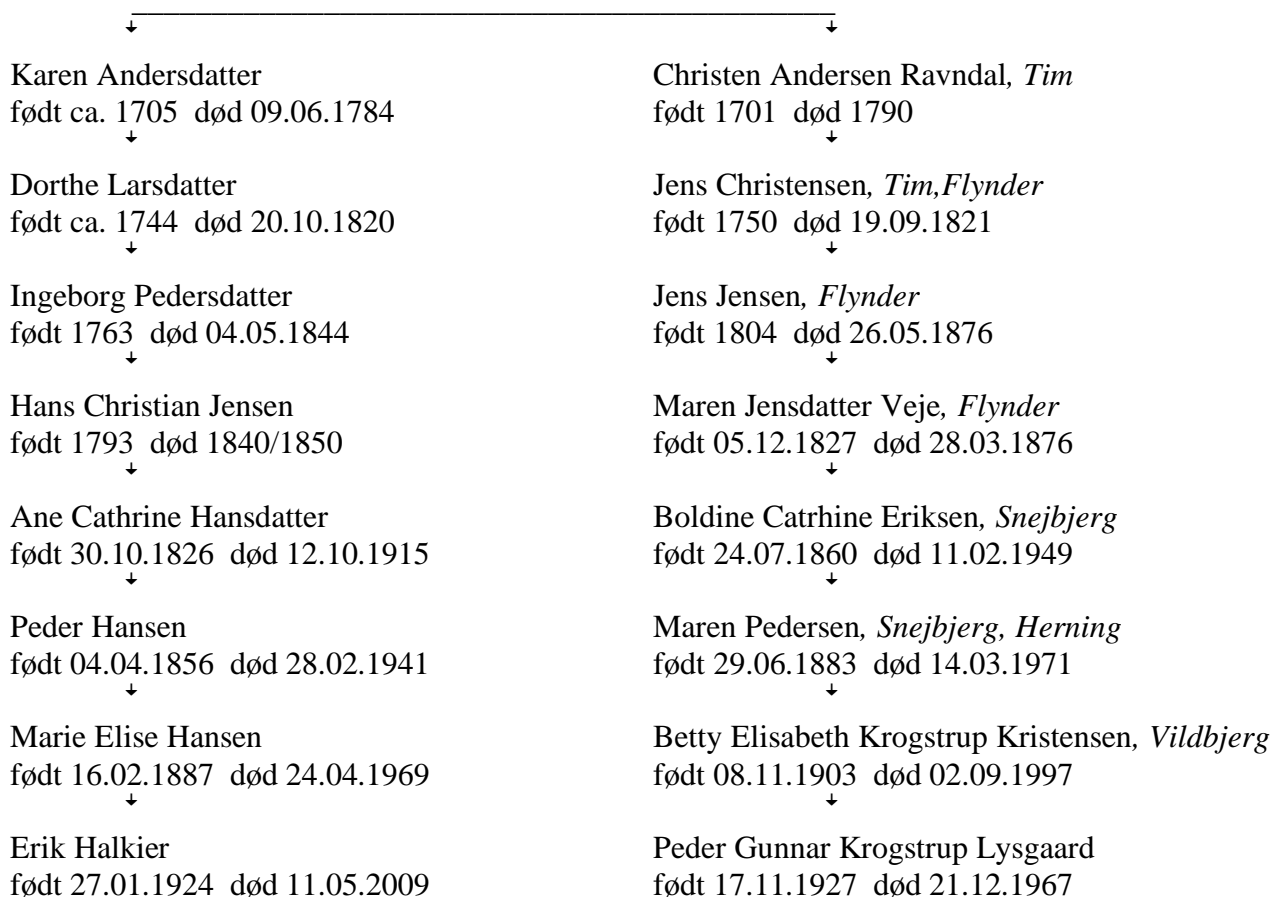 Karen Andersdatter
født ca. 1705 død 09.06.1784
Dorthe Larsdatter
født ca. 1744 død 20.10.1820
Ingeborg Pedersdatter
født 1763 død 04.05.1844
Hans Christian Jensen
født 1793 død 1840/1850
Ane Cathrine Hansdatter
født 30.10.1826 død 12.10.1915
Peder Hansen
født 04.04.1856 død 28.02.1941
Marie Elise Hansen
født 16.02.1887 død 24.04.1969
Erik Halkier
født 27.01.1924 død 11.05.2009
Christen Andersen Ravndal, Tim
født 1701 død 1790
Jens Christensen, Tim,Flynder
født 1750 død 19.09.1821
Jens Jensen, Flynder
født 1804 død 26.05.1876
Maren Jensdatter Veje, Flynder
født 05.12.1827 død 28.03.1876
Boldine Catrhine Eriksen, Snejbjerg
født 24.07.1860 død 11.02.1949
Maren Pedersen, Snejbjerg, Herning
født 29.06.1883 død 14.03.1971
Betty Elisabeth Krogstrup Kristensen, Vildbjerg
født 08.11.1903 død 02.09.1997
Peder Gunnar Krogstrup Lysgaard
født 17.11.1927 død 21.12.1967